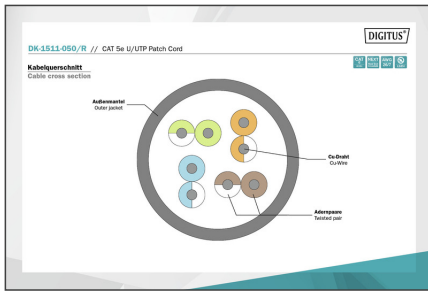 DIGITUS®
DK-1511-050/R // CAT 5e U/UTP Patch Cord
Kabelquerschnitt
Cable cross section
Außenmantel
Outer jacket
Cu-Draht
Cu-Wire
Adernpaare
Twisted pair